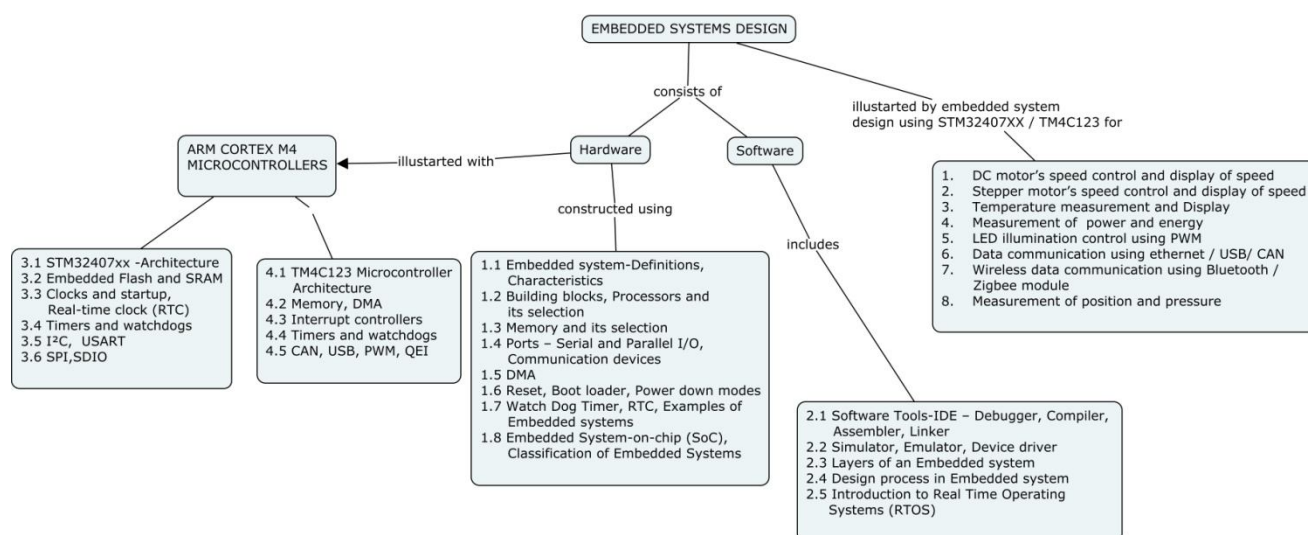 EMBEDDED SYSTEMS DESIGN
consists of
illustarted by embedded system
design using STM32407XX / TM4C123 for
ARM CORTEX M4
MICROCONTROLLERS
illustarted with
Hardware
Software
constructed using
includes
3.1 STM32407xx -Architecture
3.2 Embedded Flash and SRAM
3.3 Clocks and startup,
Real-time clock (RTC)
3.4 Timers and watchdogs
3.5 I²C, USART
3.6 SPI,SDIO
4.1 TM4C123 Microcontroller
Architecture
4.2 Memory, DMA
4.3 Interrupt controllers
4.4 Timers and watchdogs
4.5 CAN, USB, PWM, QEI
1.1 Embedded system-Definitions,
Characteristics
1.2 Building blocks, Processors and
its selection
1.3 Memory and its selection
1.4 Ports – Serial and Parallel I/O,
Communication devices
1.5 DMA
1.6 Reset, Boot loader, Power down modes
1.7 Watch Dog Timer, RTC, Examples of
Embedded systems
1.8 Embedded System-on-chip (SoC),
Classification of Embedded Systems
2.1 Software Tools-IDE – Debugger, Compiler,
Assembler, Linker
2.2 Simulator, Emulator, Device driver
2.3 Layers of an Embedded system
2.4 Design process in Embedded system
2.5 Introduction to Real Time Operating
Systems (RTOS)
1. DC motor's speed control and display of speed
2. Stepper motor's speed control and display of speed
3. Temperature measurement and Display
4. Measurement of power and energy
5. LED illumination control using PWM
6. Data communication using ethernet / USB/ CAN
7. Wireless data communication using Bluetooth /
Zigbee module
8. Measurement of position and pressure